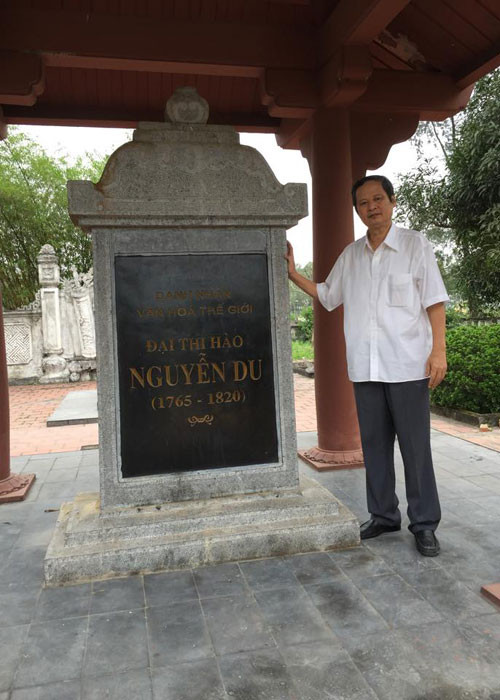 DANH NHÂN
VĂN HÓA THẾ GIỚI
ĐẠI THI HÀO
NGUYỄN DU
(1765 - 1820)